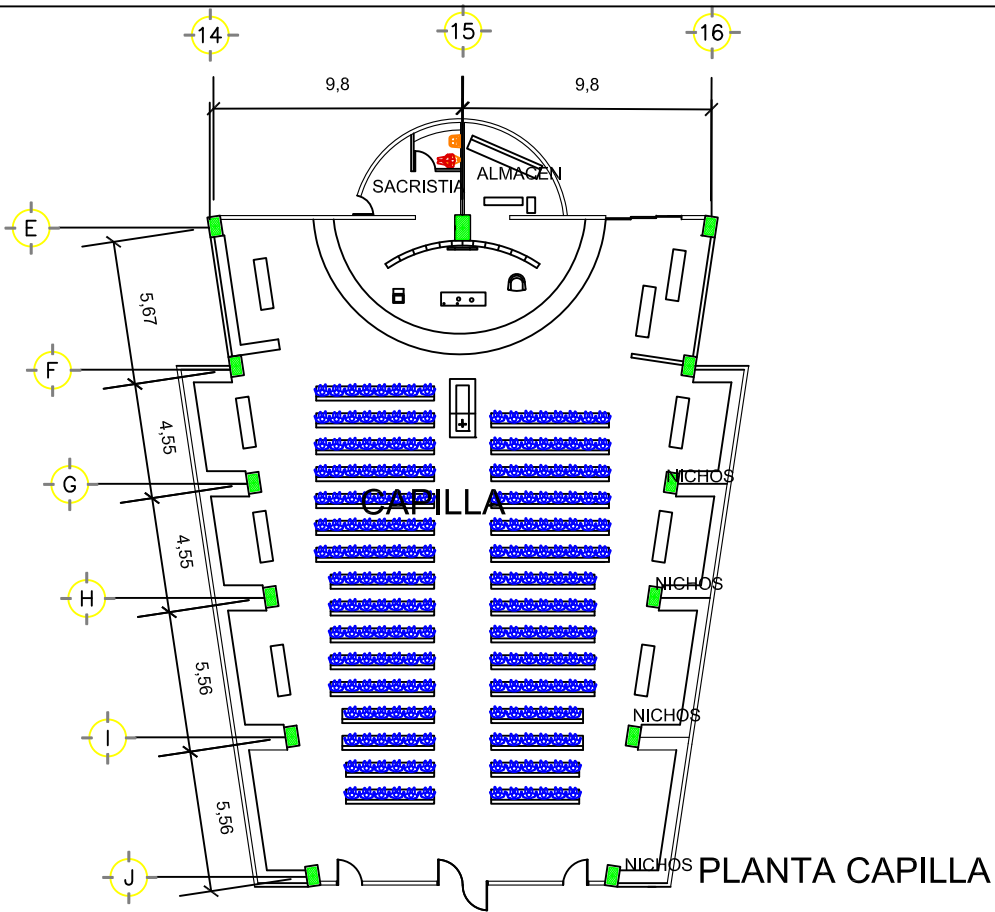 14 15 16
9,8 9,8
SACRISTIA ALMACEN
E
5,67
F
4,55
G NICHOS
CAPILLA
4,55
H NICHOS
5,56
NICHOS
I
5,56
J NICHOS PLANTA CAPILLA